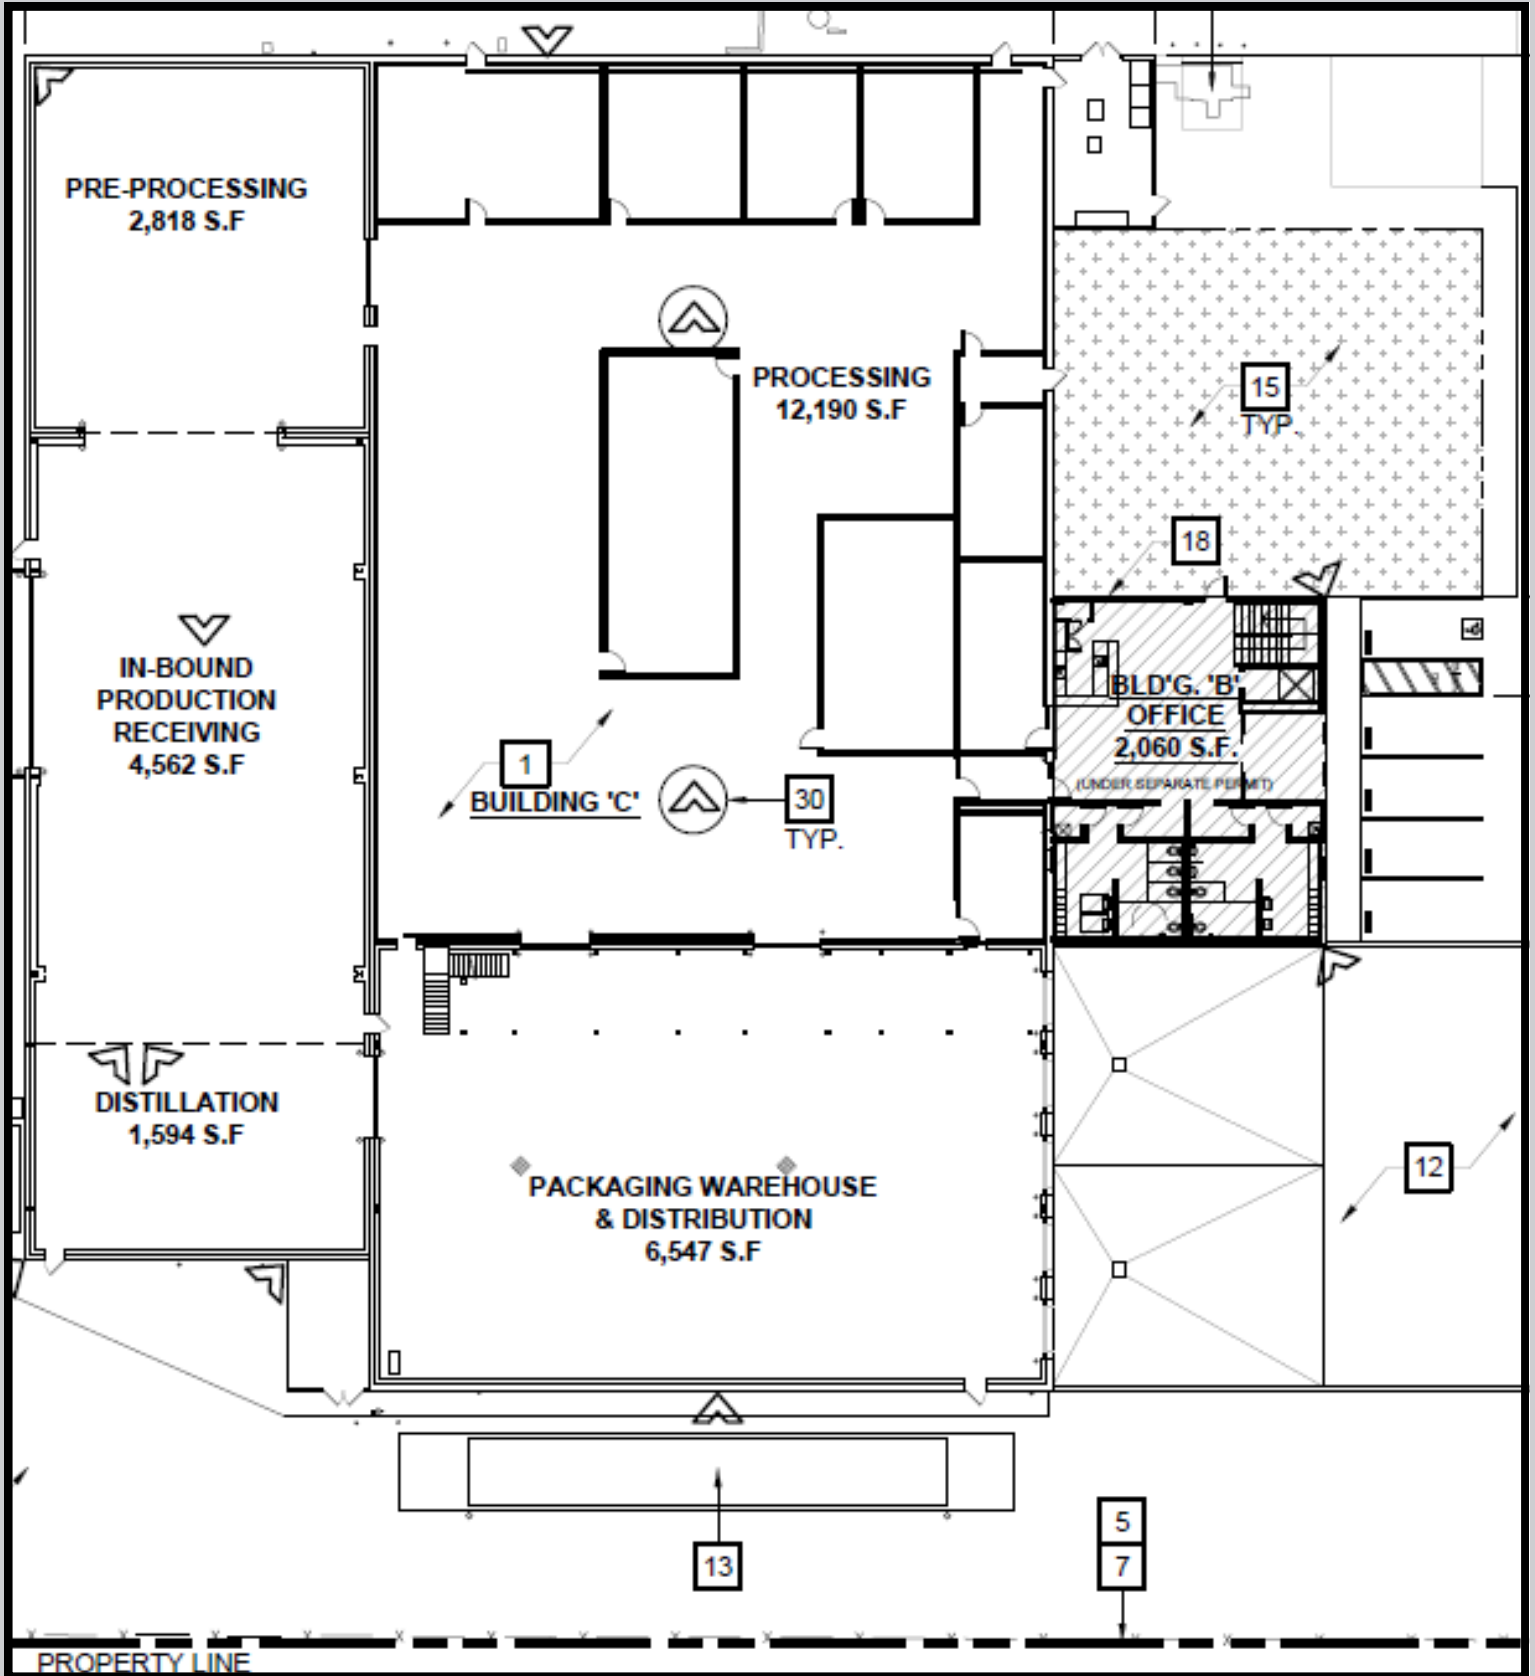 PRE-PROCESSING
2,818 S.F
PROCESSING
12,190 S.F
15
TYP.
18
IN-BOUND
PRODUCTION
RECEIVING
4,562 S.F
BLD'G. 'B'
OFFICE
2,060 S.F.
(UNDER SEPARATE PERMIT)
1
BUILDING 'C'
30
TYP.
DISTILLATION
1,594 S.F
12
PACKAGING WAREHOUSE
& DISTRIBUTION
6,547 S.F
13
5
7
PROPERTY LINE